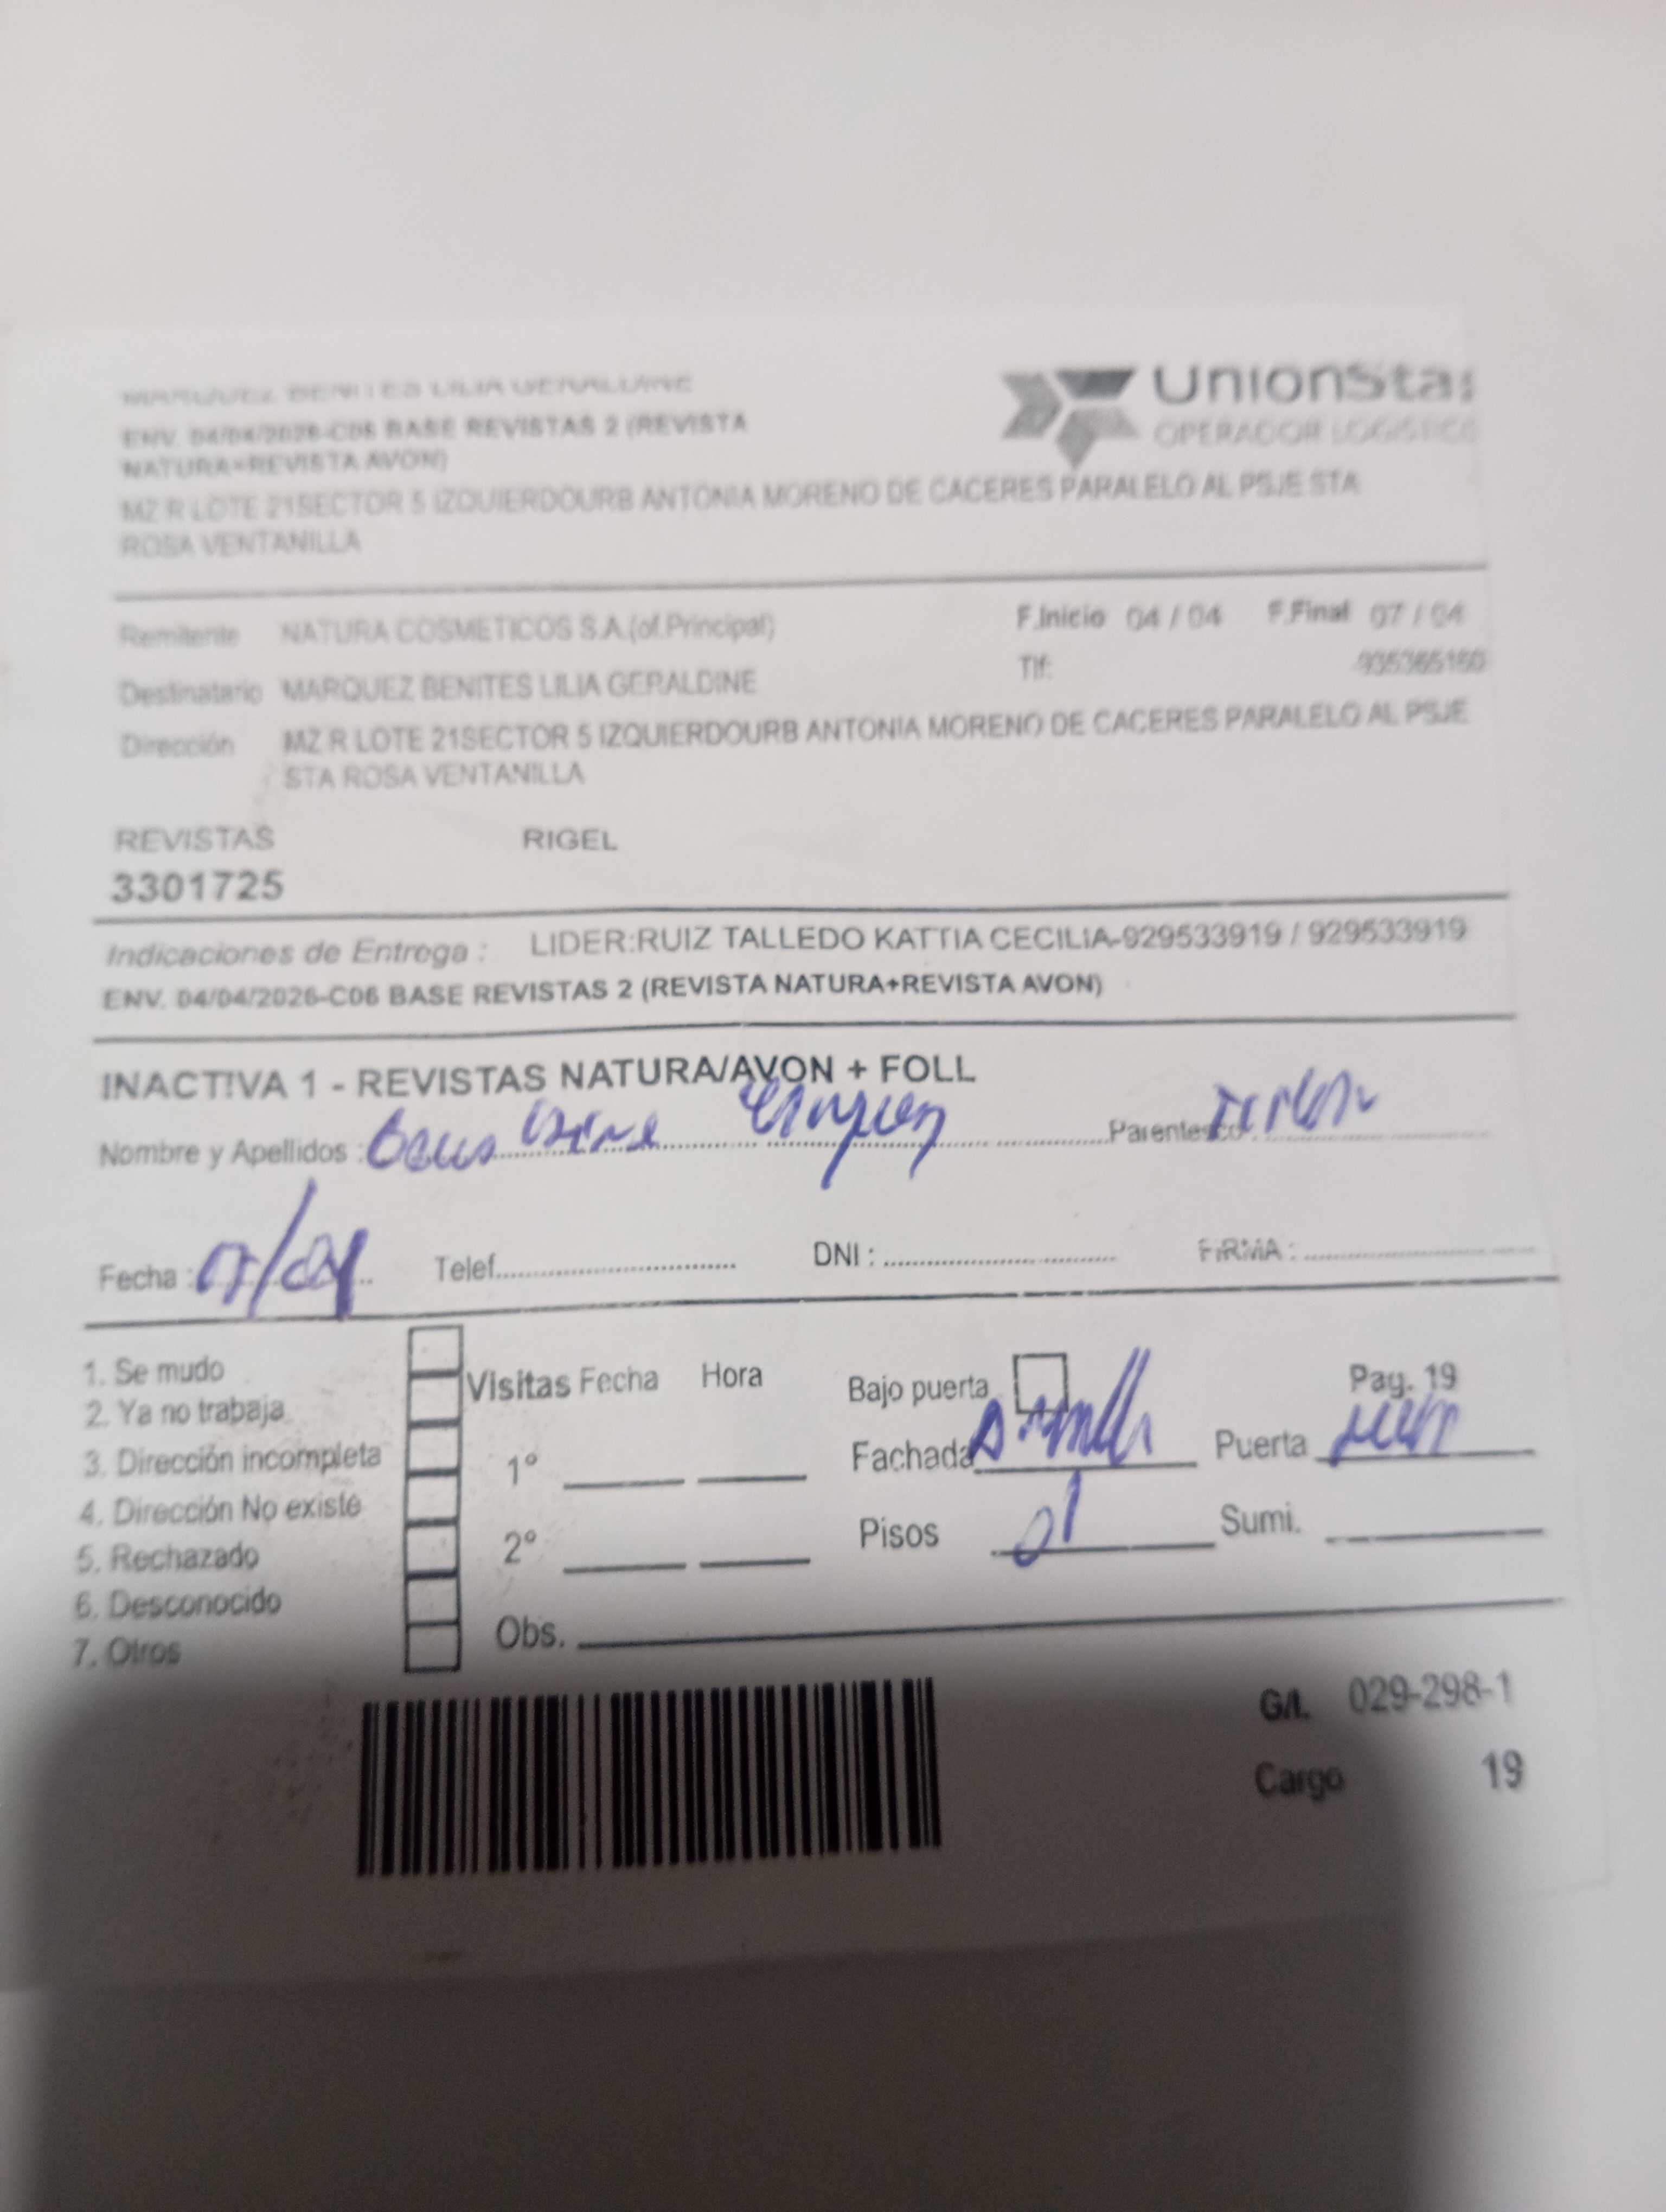 MARQUEZ BENITES LILIA GERALDINE
ENV. 04/04/2026-C06 BASE REVISTAS 2 (REVISTA
NATURA+REVISTA AVON)
MZ R LOTE 21SECTOR 5 IZQUIERDOURB ANTONIA MORENO DE CACERES PARALELO AL PSJE STA
ROSA VENTANILLA
UnionStar
OPERADOR LOGISTICO
Remitente NATURA COSMETICOS S.A.(of.Principal) F.Inicio 04 / 04 F.Final 07 / 04
Destinatario MARQUEZ BENITES LILIA GERALDINE Tlf: 935365160
Dirección MZ R LOTE 21SECTOR 5 IZQUIERDOURB ANTONIA MORENO DE CACERES PARALELO AL PSJE
STA ROSA VENTANILLA
REVISTAS RIGEL
3301725
Indicaciones de Entrega : LIDER:RUIZ TALLEDO KATTIA CECILIA-929533919 / 929533919
ENV. 04/04/2026-C06 BASE REVISTAS 2 (REVISTA NATURA+REVISTA AVON)
INACTIVA 1 - REVISTAS NATURA/AVON + FOLL
Nombre y Apellidos : Parentesco
Fecha : Telef. DNI : FIRMA :
1. Se mudo
2. Ya no trabaja
3. Dirección incompleta
4. Dirección No existe
5. Rechazado
6. Desconocido
7. Otros
Visitas Fecha Hora
1°
2°
Obs.
Bajo puerta Pag. 19
Fachada Puerta
Pisos 01 Sumi.
G/L 029-298-1
Cargo 19